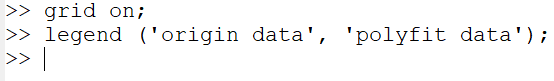 >> grid on;
>> legend ('origin data', 'polyfit data');
>>